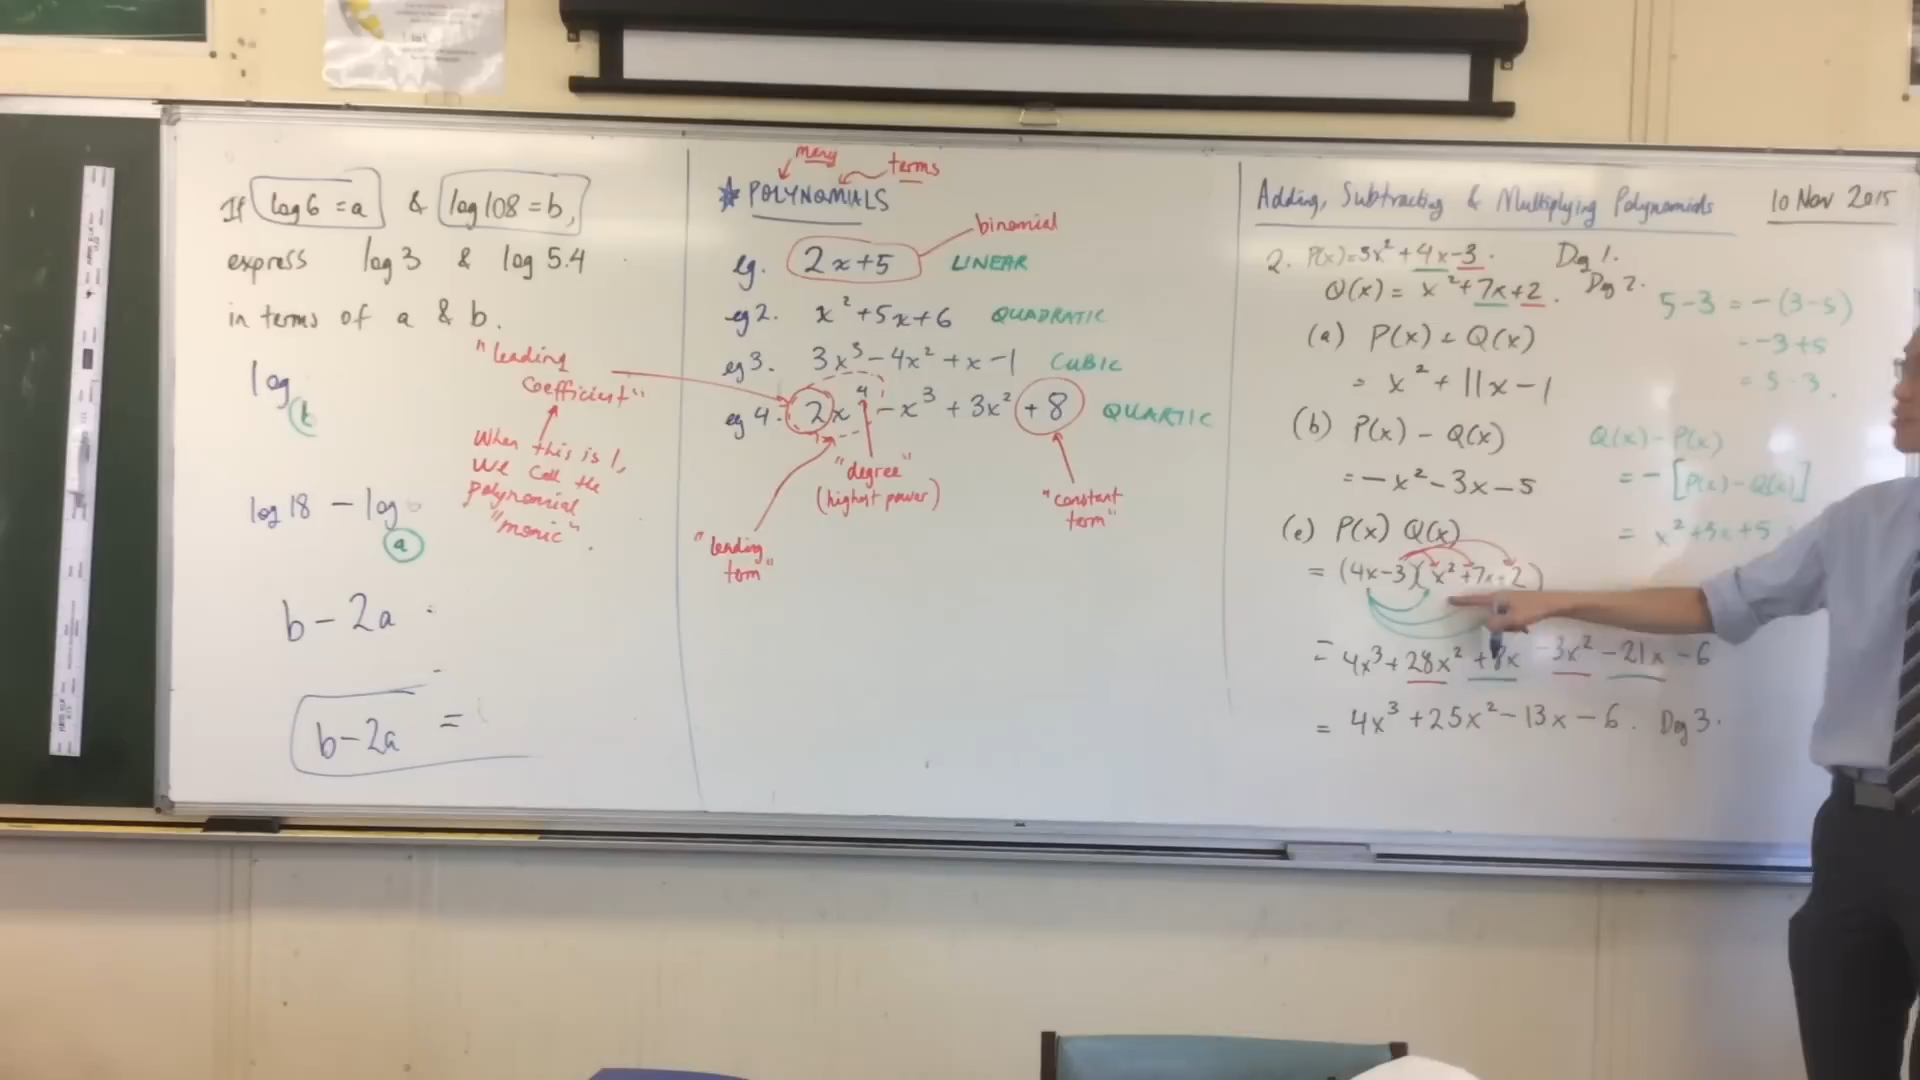 If log 6 = a & log 108 = b,
express log 3 & log 5.4
in terms of a & b.
log
b
log 18 – log
a
b – 2a
b – 2a =
"leading
coefficient"
When this is 1,
we call the
polynomial
"monic".
many terms
★ POLYNOMIALS
binomial
eg. 2x+5 LINEAR
eg 2. x² + 5x + 6 QUADRATIC
eg 3. 3x³ – 4x² + x – 1 CUBIC
eg 4. 2x⁴ – x³ + 3x² + 8 QUARTIC
"degree"
(highest power)
"constant
term"
"leading
term"
Adding, Subtracting & Multiplying Polynomials 10 Nov 2015
2. P(x) = 3x² + 4x – 3. Deg 1.
Q(x) = x² + 7x + 2. Deg 2.
(a) P(x) + Q(x)
= x² + 11x – 1
(b) P(x) – Q(x)
= – x² – 3x – 5
(e) P(x) Q(x)
= (4x–3)(x²+7x+2)
= 4x³ + 28x² + 8x – 3x² – 21x – 6
= 4x³ + 25x² – 13x – 6. Deg 3.
5 – 3 = – (3 – 5)
= –3 + 5
= 5 – 3.
Q(x) – P(x)
= – [P(x) – Q(x)]
= x² + 3x + 5